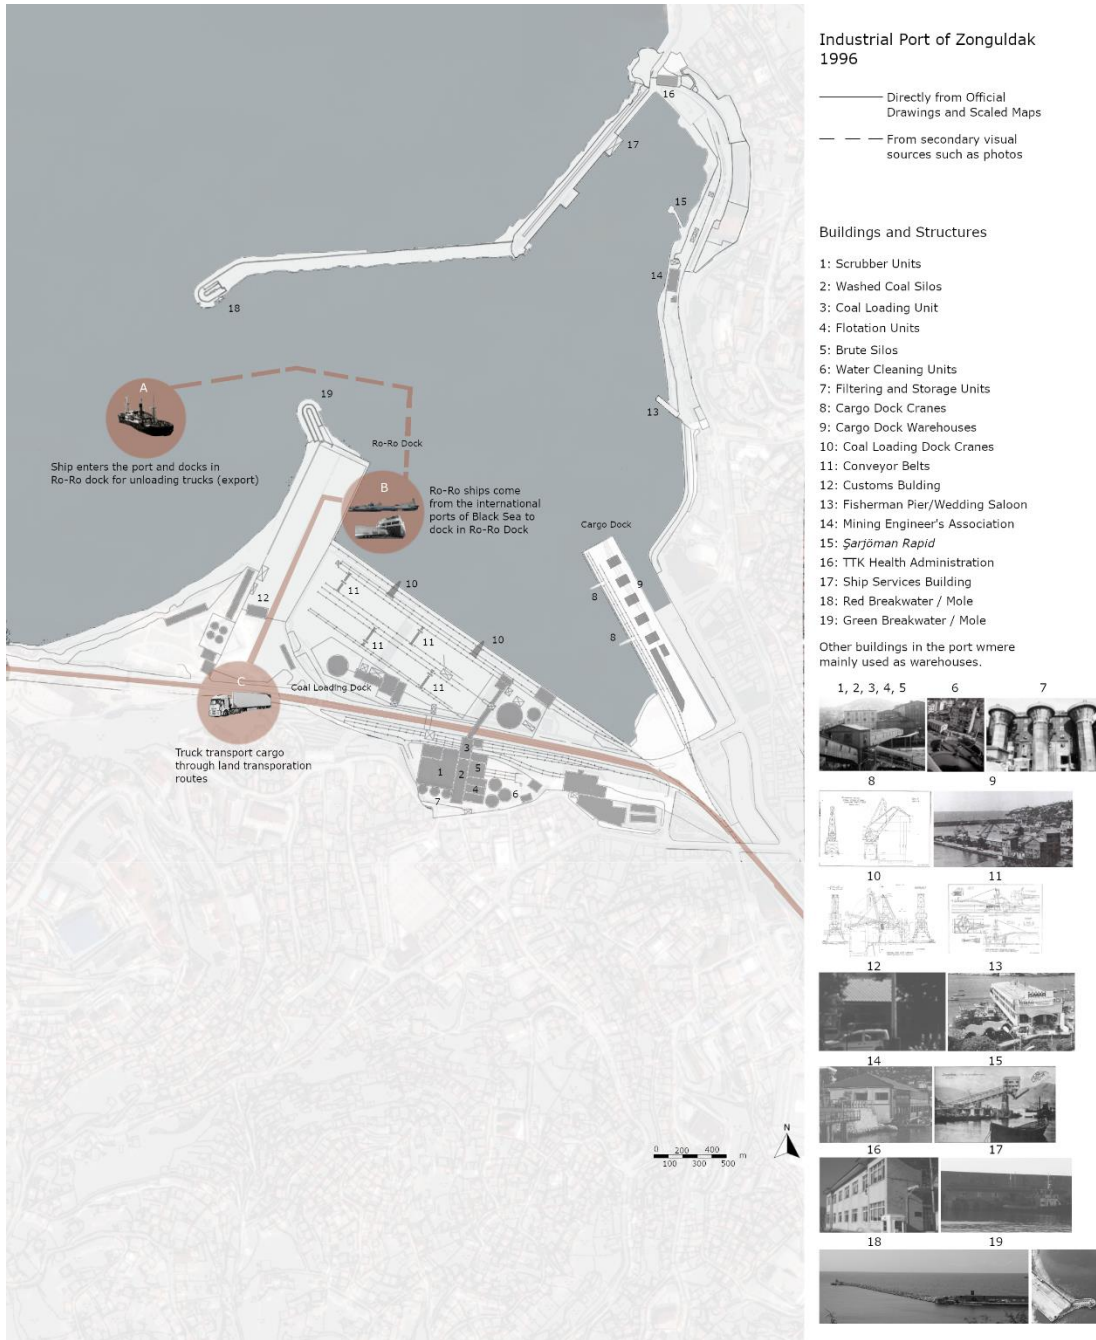 Industrial Port of Zonguldak
1996
Directly from Official
Drawings and Scaled Maps
From secondary visual
sources such as photos
Buildings and Structures
1: Scrubber Units
2: Washed Coal Silos
3: Coal Loading Unit
4: Flotation Units
5: Brute Silos
6: Water Cleaning Units
7: Filtering and Storage Units
8: Cargo Dock Cranes
9: Cargo Dock Warehouses
10: Coal Loading Dock Cranes
11: Conveyor Belts
12: Customs Bulding
13: Fisherman Pier/Wedding Saloon
14: Mining Engineer's Association
15: Şarjöman Rapid
16: TTK Health Administration
17: Ship Services Building
18: Red Breakwater / Mole
19: Green Breakwater / Mole
Other buildings in the port wmere
mainly used as warehouses.
1, 2, 3, 4, 5 6 7
8 9
10 11
12 13
14 15
16 17
18 19
16
17
15
14
18
A
19
13
Ro-Ro Dock
Ship enters the port and docks in
Ro-Ro dock for unloading trucks (export)
B
Ro-Ro ships come
from the international
ports of Black Sea to
dock in Ro-Ro Dock
Cargo Dock
10
11
9
8
12
11
11
10
8
C
Coal Loading Dock
11
Truck transport cargo
through land transporation
routes
3
1
2
5
4
6
7
N
0 200 400
m
100 300 500